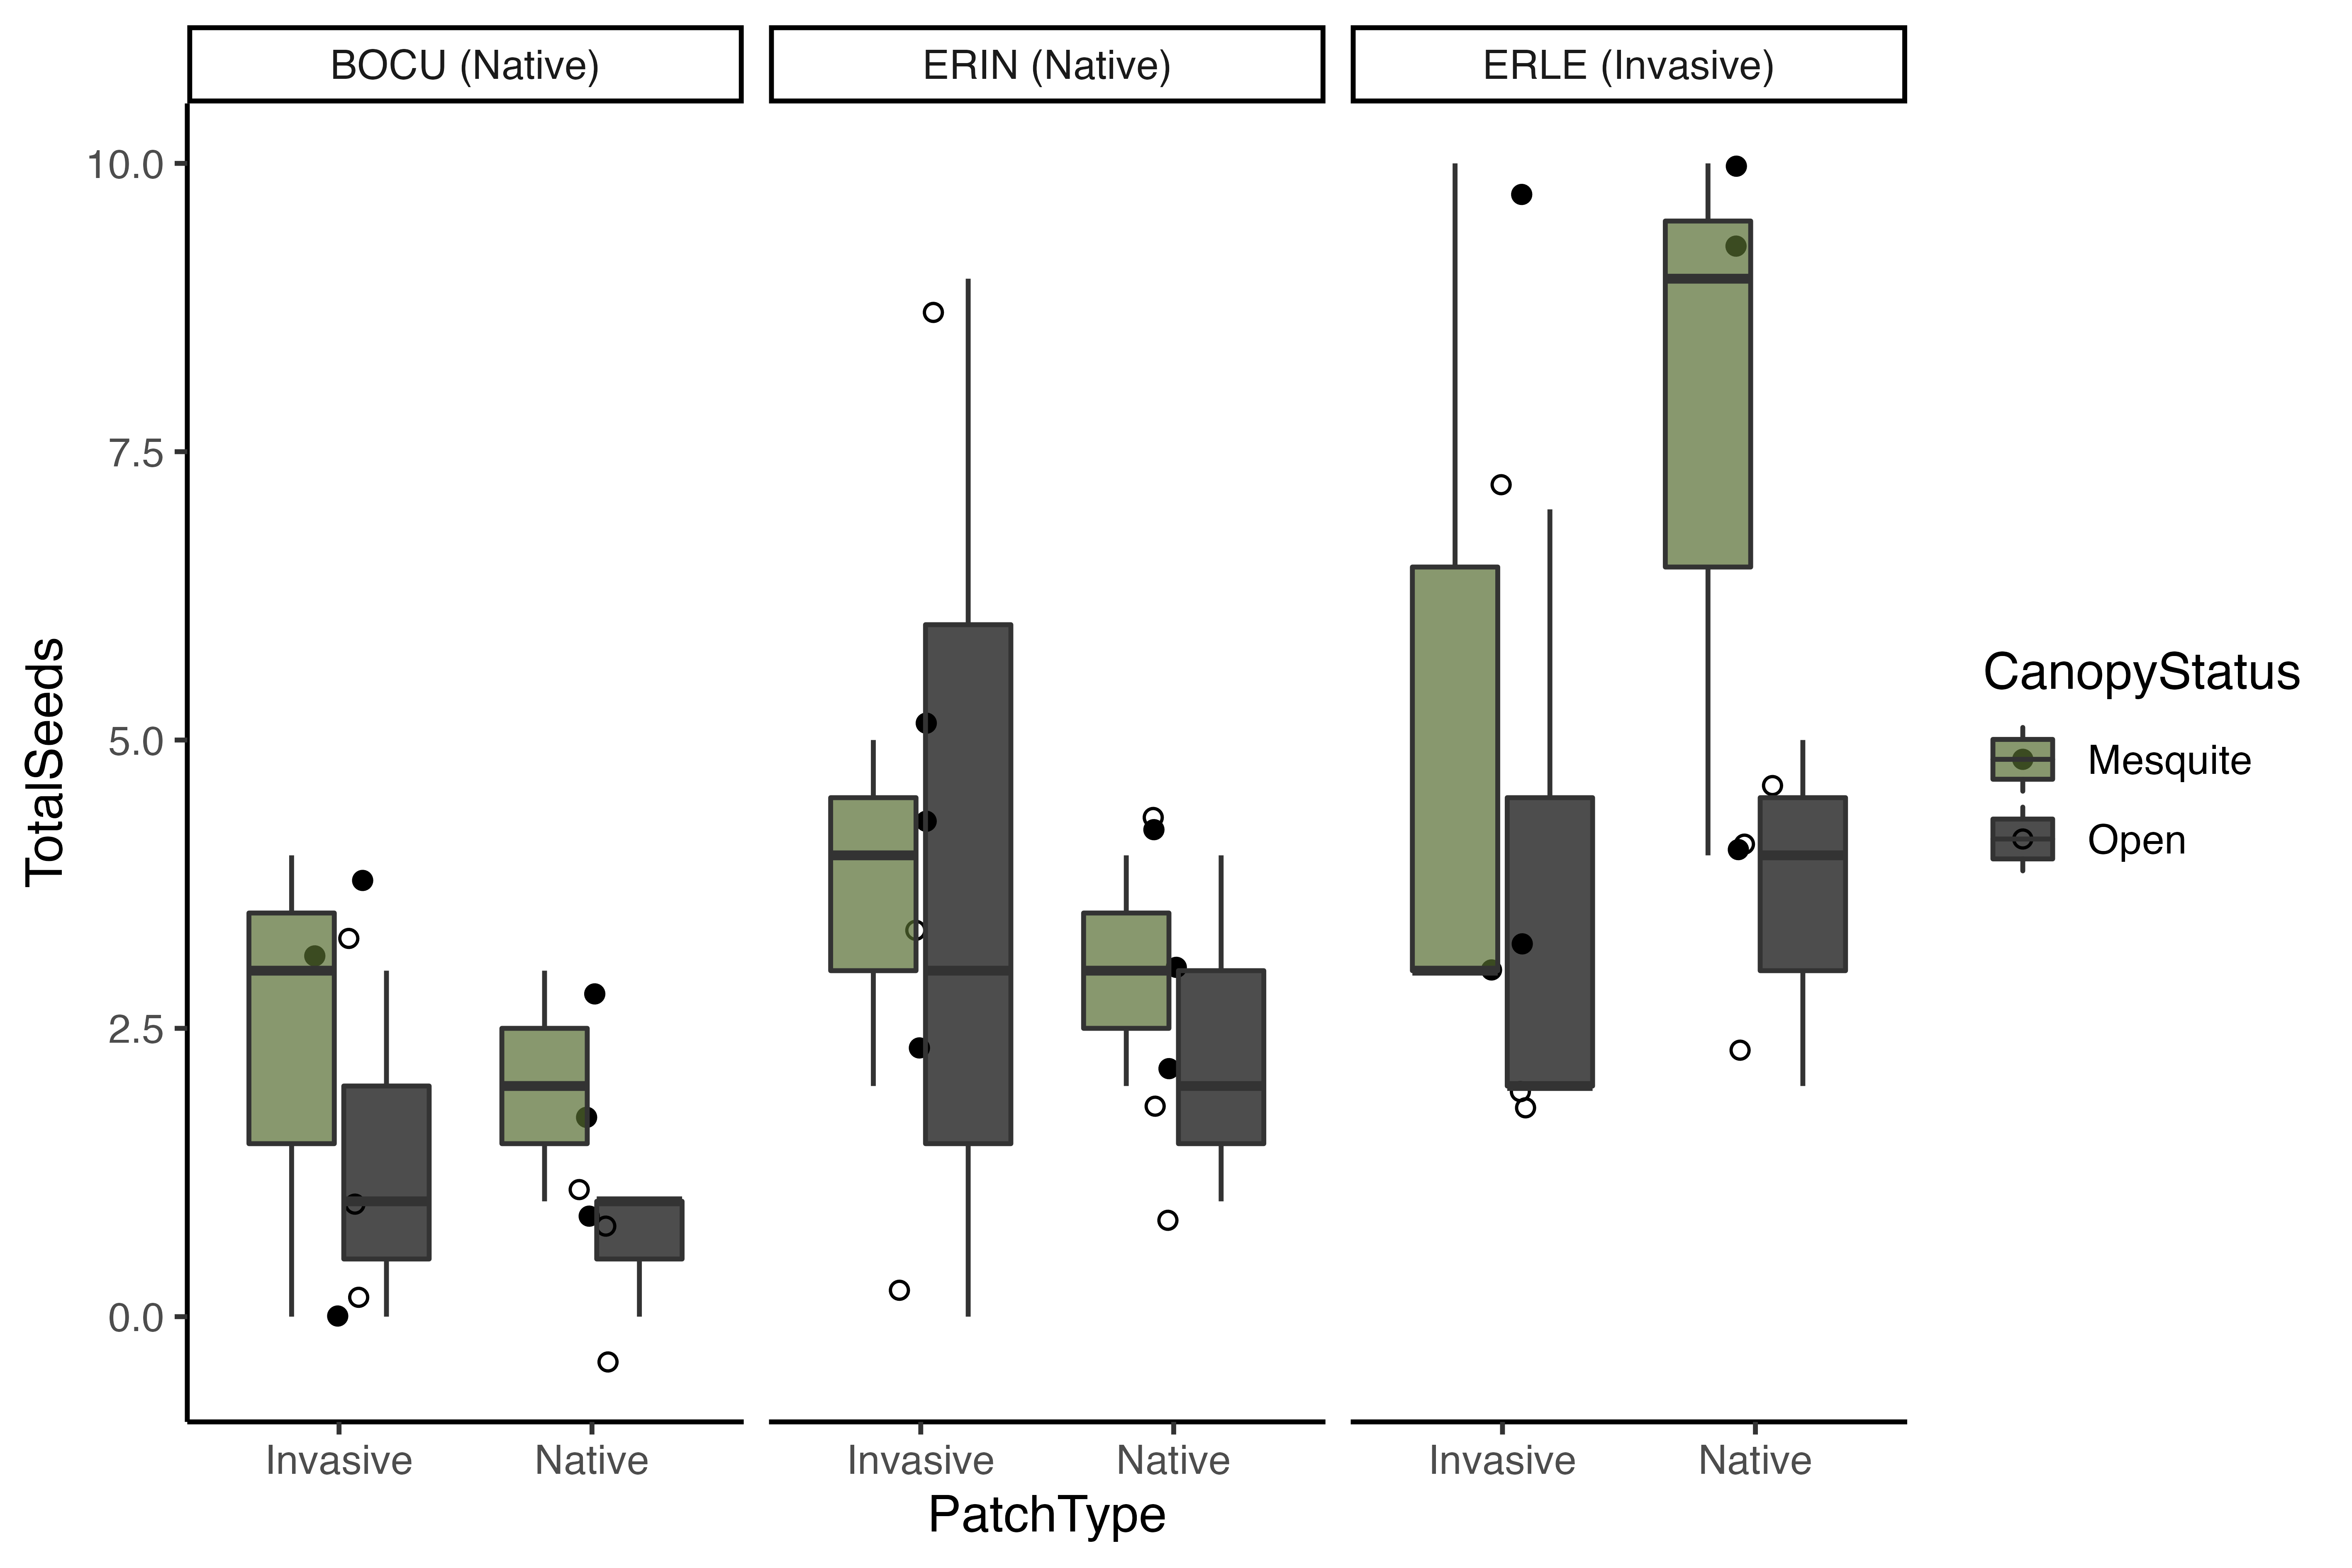 BOCU (Native) ERIN (Native) ERLE (Invasive)
10.0
7.5
5.0
2.5
0.0
TotalSeeds
Invasive Native Invasive Native Invasive Native
PatchType
CanopyStatus
Mesquite
Open